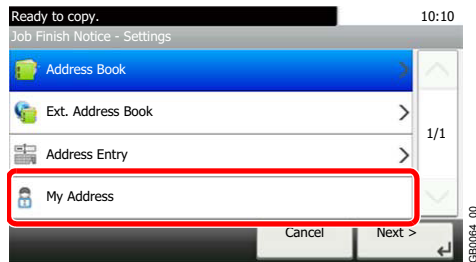 Ready to copy. 10:10
Job Finish Notice - Settings
Address Book
Ext. Address Book
1/1
Address Entry
My Address
Cancel Next >
GB0064_00